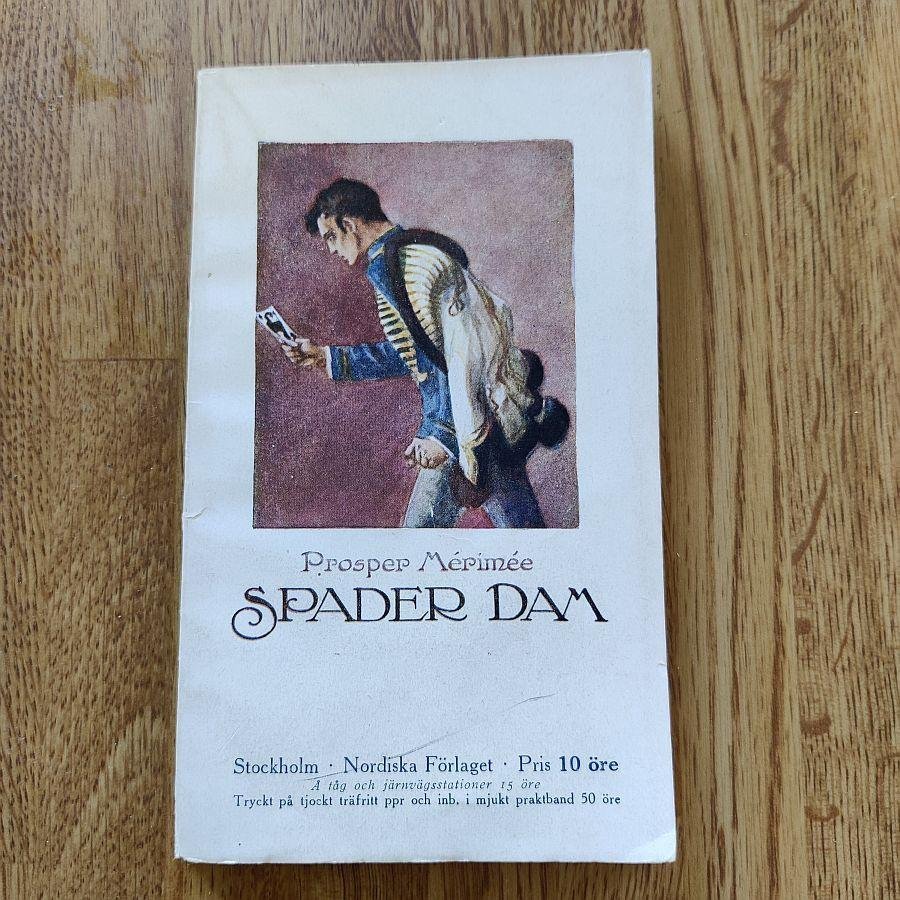 Prosper Mérimée
SPADER DAM
Stockholm · Nordiska Förlaget · Pris 10 öre
Å tåg och järnvägsstationer 15 öre
Tryckt på tjockt träfritt ppr och inb. i mjukt praktband 50 öre